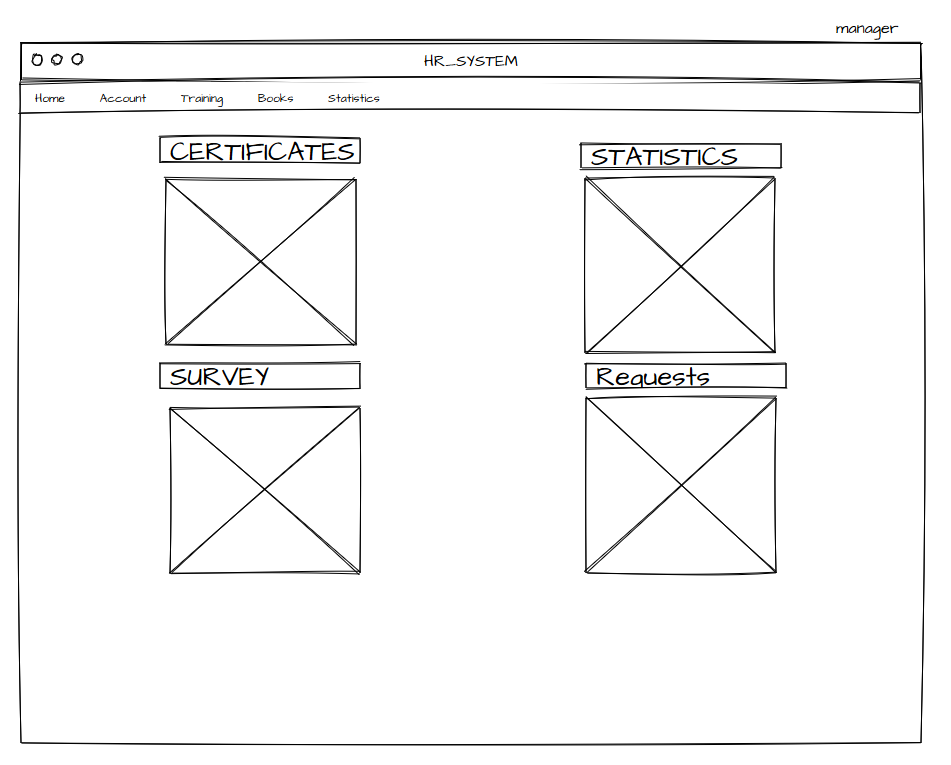 manager
HR_SYSTEM
Home Account Training Books Statistics
CERTIFICATES
STATISTICS
SURVEY
Requests